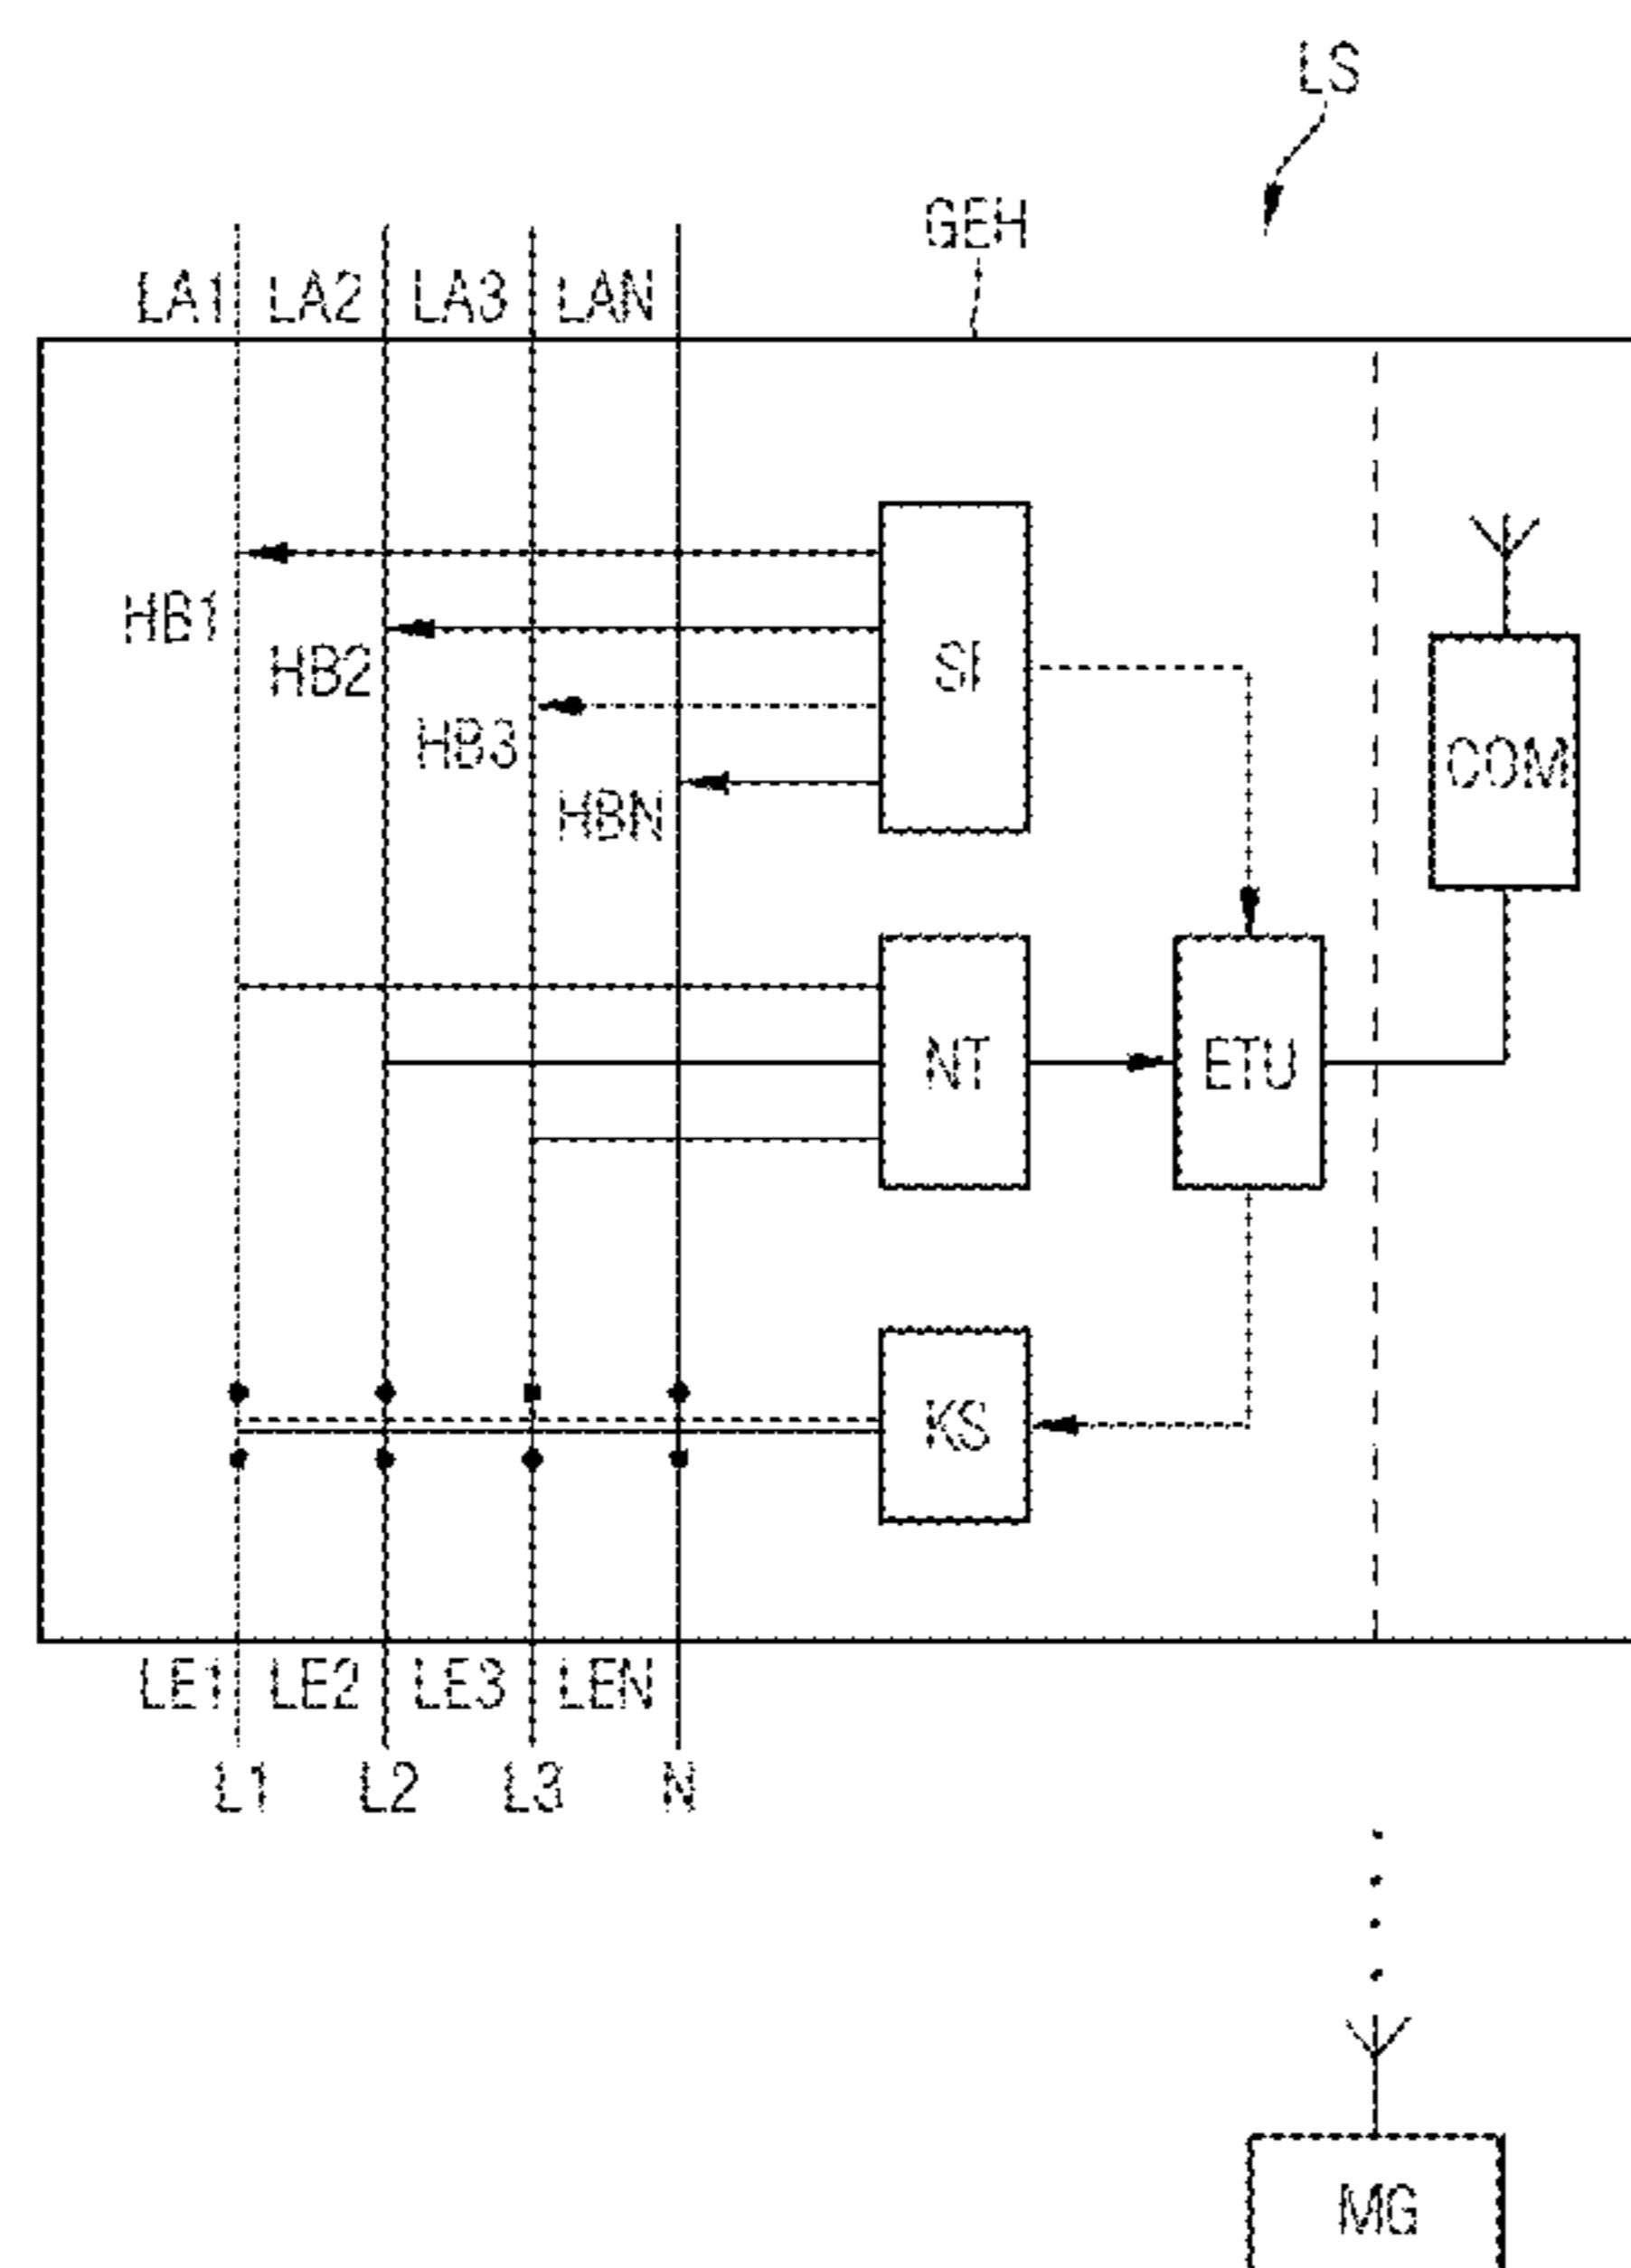 LS
GEH
LA1 LA2 LA3 LAN
HB1
HB2
HB3
HBN
SI
COM
NT
ETU
KS
LE1 LE2 LE3 LEN
L1 L2 L3 N
MG